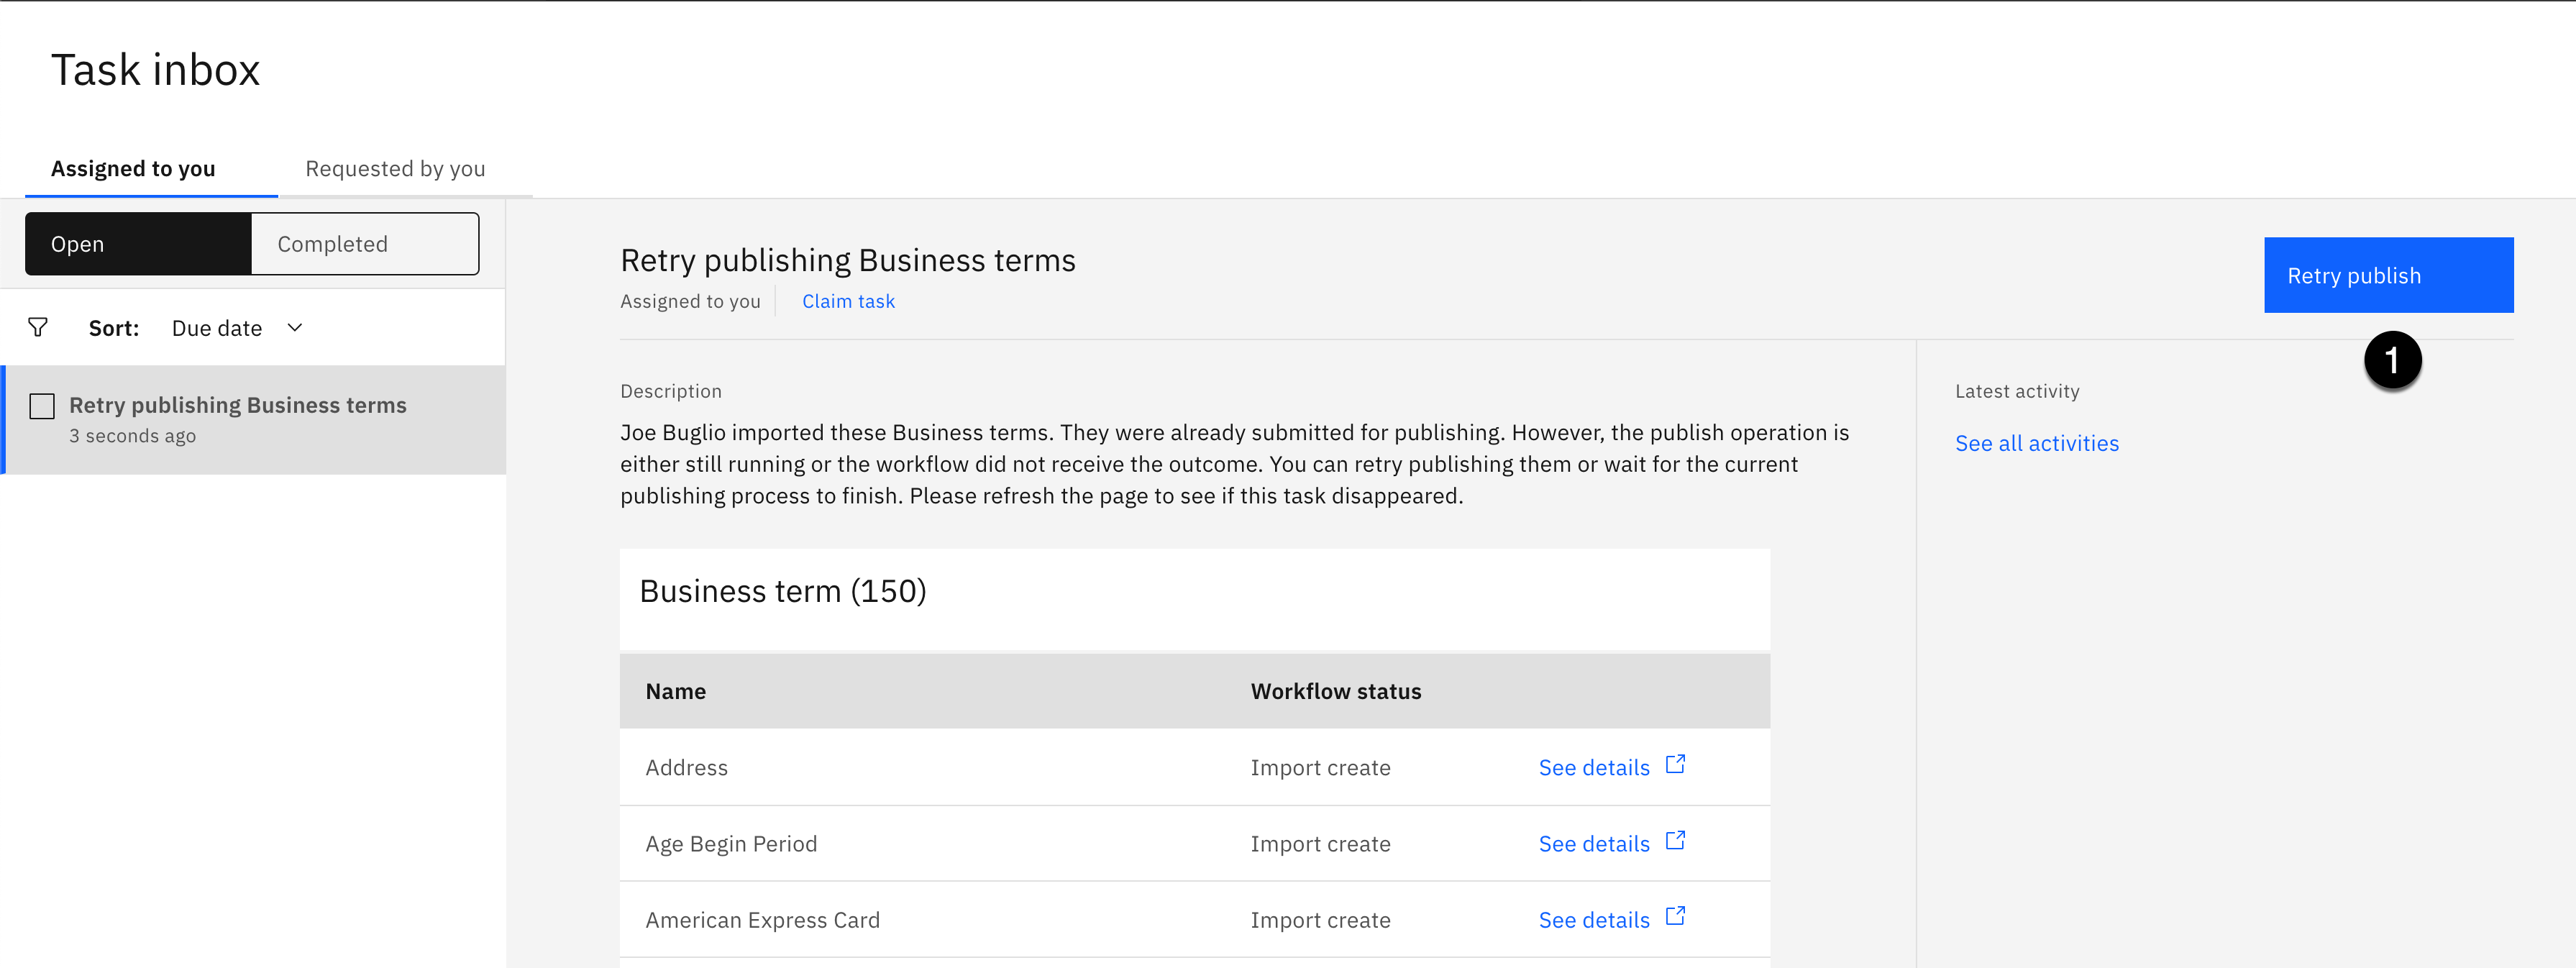 Task inbox
Assigned to you
Requested by you
Open
Completed
Sort: Due date
Retry publishing Business terms
3 seconds ago
Retry publishing Business terms
Assigned to you
Claim task
Retry publish
1
Description
Joe Buglio imported these Business terms. They were already submitted for publishing. However, the publish operation is
either still running or the workflow did not receive the outcome. You can retry publishing them or wait for the current
publishing process to finish. Please refresh the page to see if this task disappeared.
Latest activity
See all activities
Business term (150)
Name Workflow status
Address Import create See details
Age Begin Period Import create See details
American Express Card Import create See details